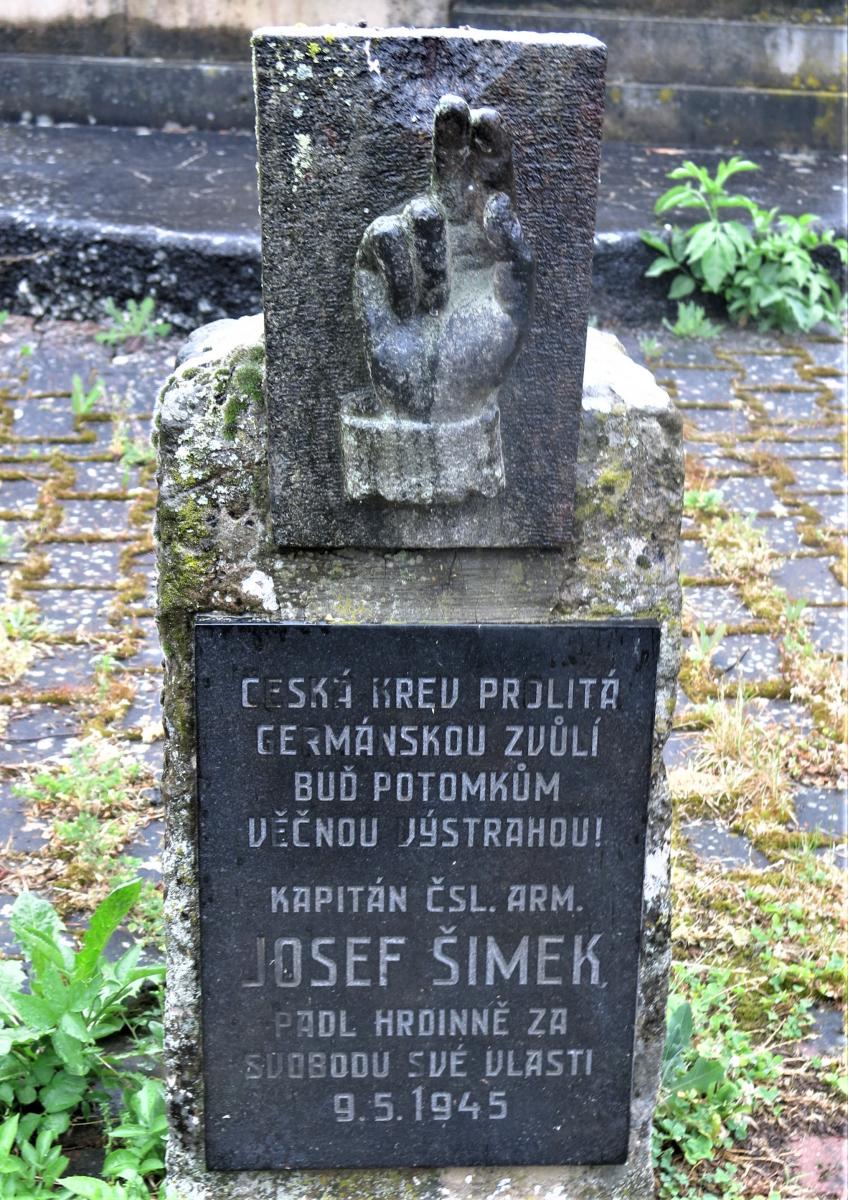 ČESKÁ KREV PROLITÁ
GERMÁNSKOU ZVŮLÍ
BUĎ POTOMKŮM
VĚČNOU VÝSTRAHOU!
KAPITÁN ČSL. ARM.
JOSEF ŠIMEK
PADL HRDINNĚ ZA
SVOBODU SVÉ VLASTI
9.5.1945